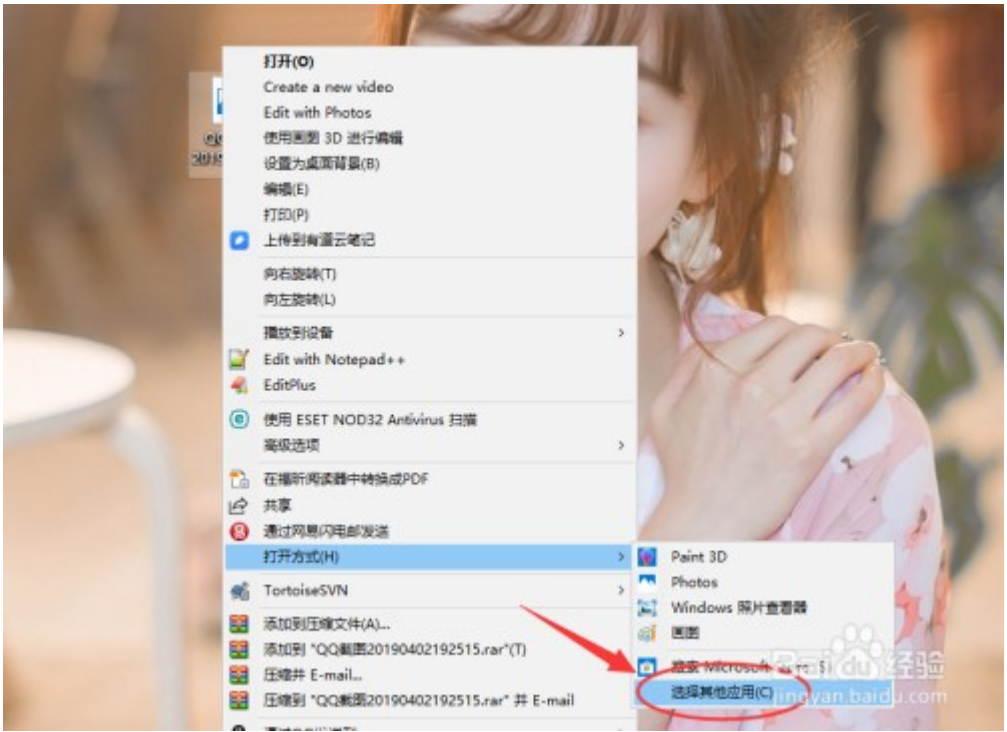 打开(O)
Create a new video
Edit with Photos
使用画图 3D 进行编辑
设置为桌面背景(B)
编辑(E)
打印(P)
上传到有道云笔记
向右旋转(T)
向左旋转(L)
播放到设备
Edit with Notepad++
EditPlus
使用 ESET NOD32 Antivirus 扫描
高级选项
在福昕阅读器中转换成PDF
共享
通过网易闪电邮发送
打开方式(H)
Paint 3D
Photos
Windows 照片查看器
画图
搜索 Microsoft Store(S)
选择其他应用(C)
TortoiseSVN
添加到压缩文件(A)...
添加到 "QQ截图20190402192515.rar"(T)
压缩并 E-mail...
压缩到 "QQ截图20190402192515.rar" 并 E-mail
Baidu 经验
jingyan.baidu.com